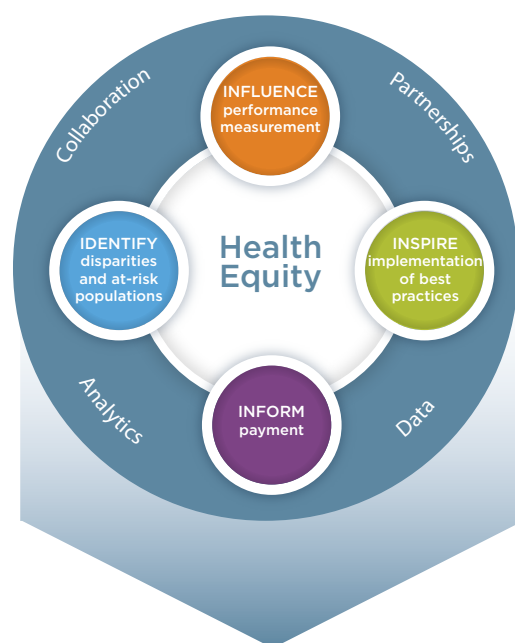 Collaboration
INFLUENCE
performance
measurement
Partnerships
IDENTIFY
disparities
and at-risk
populations
Health
Equity
INSPIRE
implementation
of best
practices
Analytics
INFORM
payment
Data